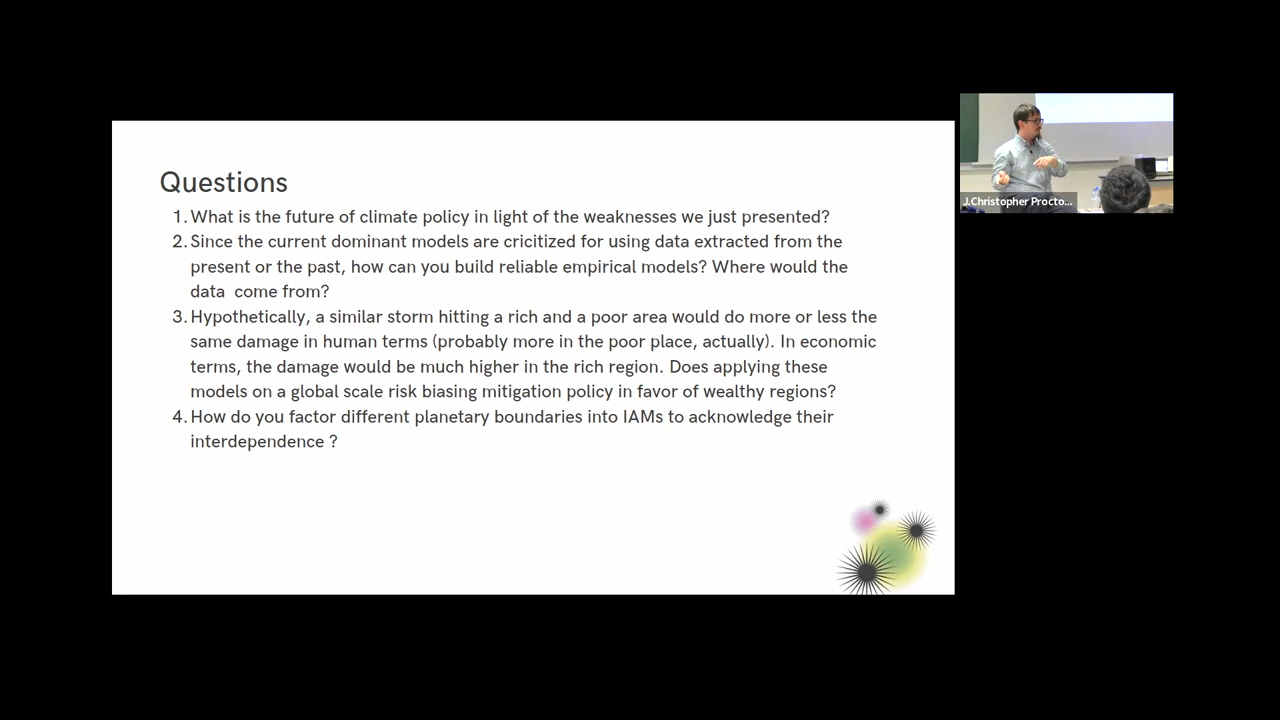 Questions
1. What is the future of climate policy in light of the weaknesses we just presented?
2. Since the current dominant models are cricitized for using data extracted from the
present or the past, how can you build reliable empirical models? Where would the
data  come from?
3. Hypothetically, a similar storm hitting a rich and a poor area would do more or less the
same damage in human terms (probably more in the poor place, actually). In economic
terms, the damage would be much higher in the rich region. Does applying these
models on a global scale risk biasing mitigation policy in favor of wealthy regions?
4. How do you factor different planetary boundaries into IAMs to acknowledge their
interdependence ?
J.Christopher Procto...